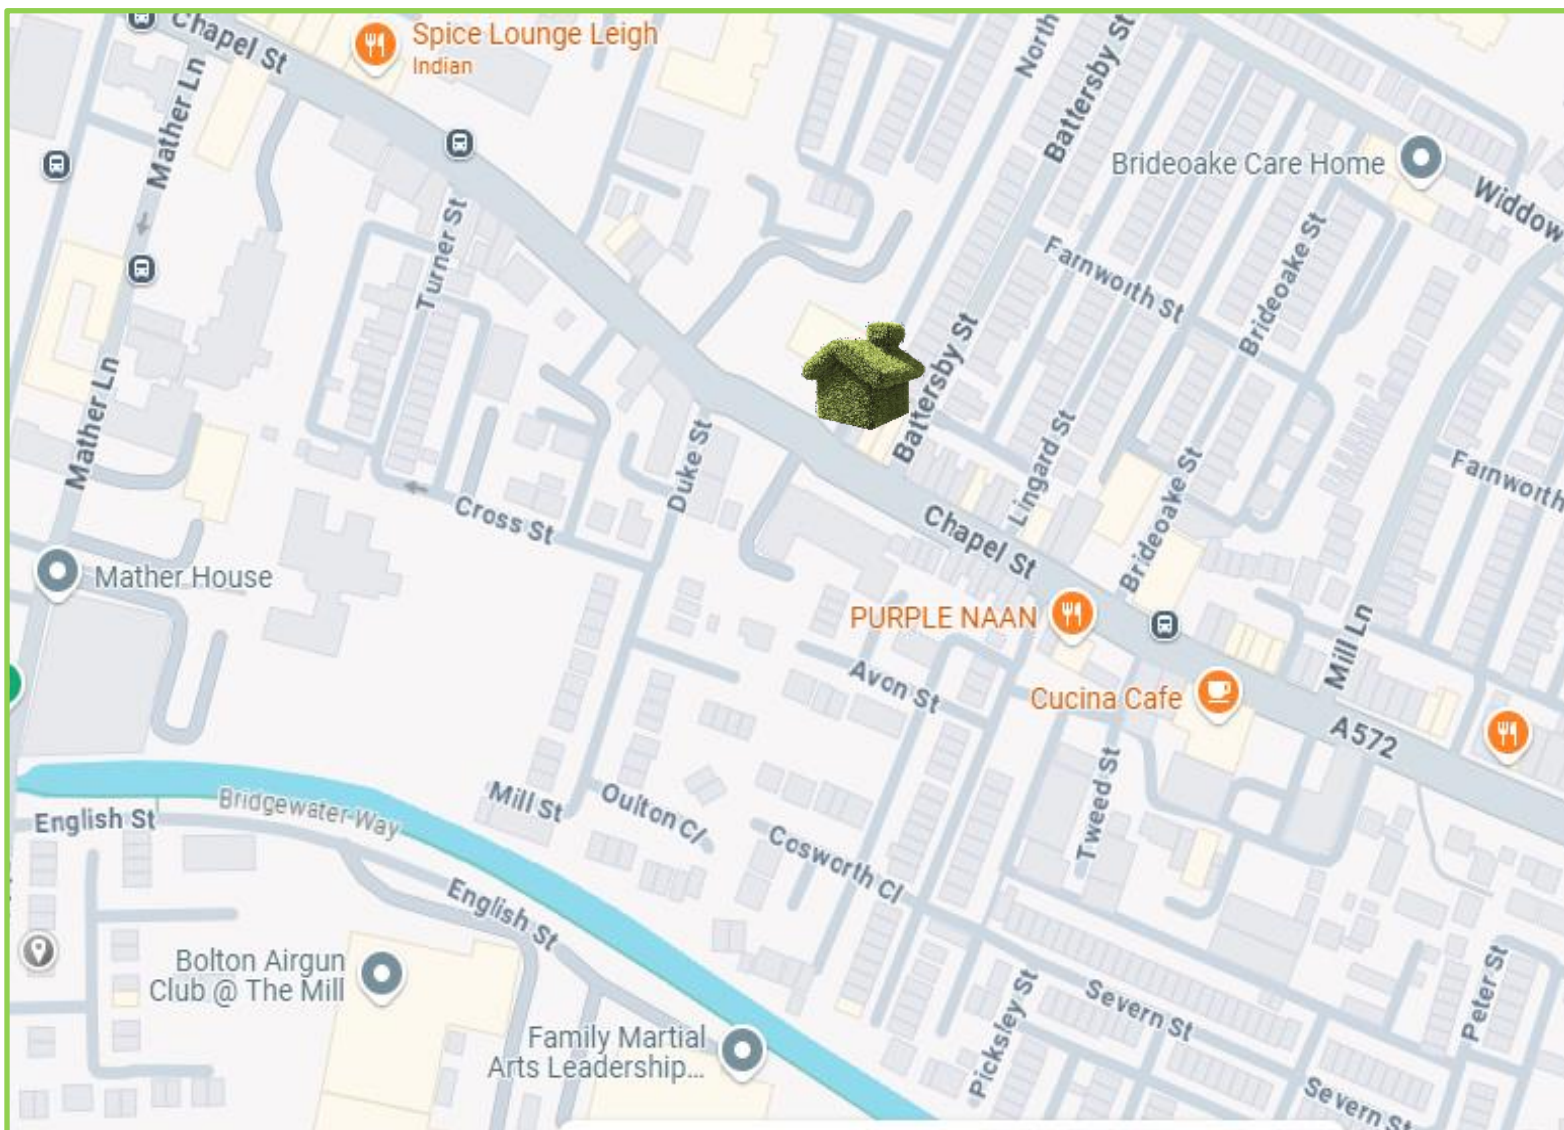 Chapel St
Spice Lounge Leigh
Indian
North
Battersby St
Mather Ln
Brideoake Care Home
Widdow
Turner St
Farnworth St
Brideoake St
Battersby St
Mather Ln
Lingard St
Duke St
Farnworth
Cross St
Chapel St
Brideoake St
Mather House
PURPLE NAAN
Mill Ln
Avon St
Cucina Cafe
A572
Mill St
Oulton Cl
Tweed St
Bridgewater Way
English St
Cosworth Cl
English St
Bolton Airgun
Club @ The Mill
Peter St
Picksley St
Severn St
Family Martial
Arts Leadership...
Severn St